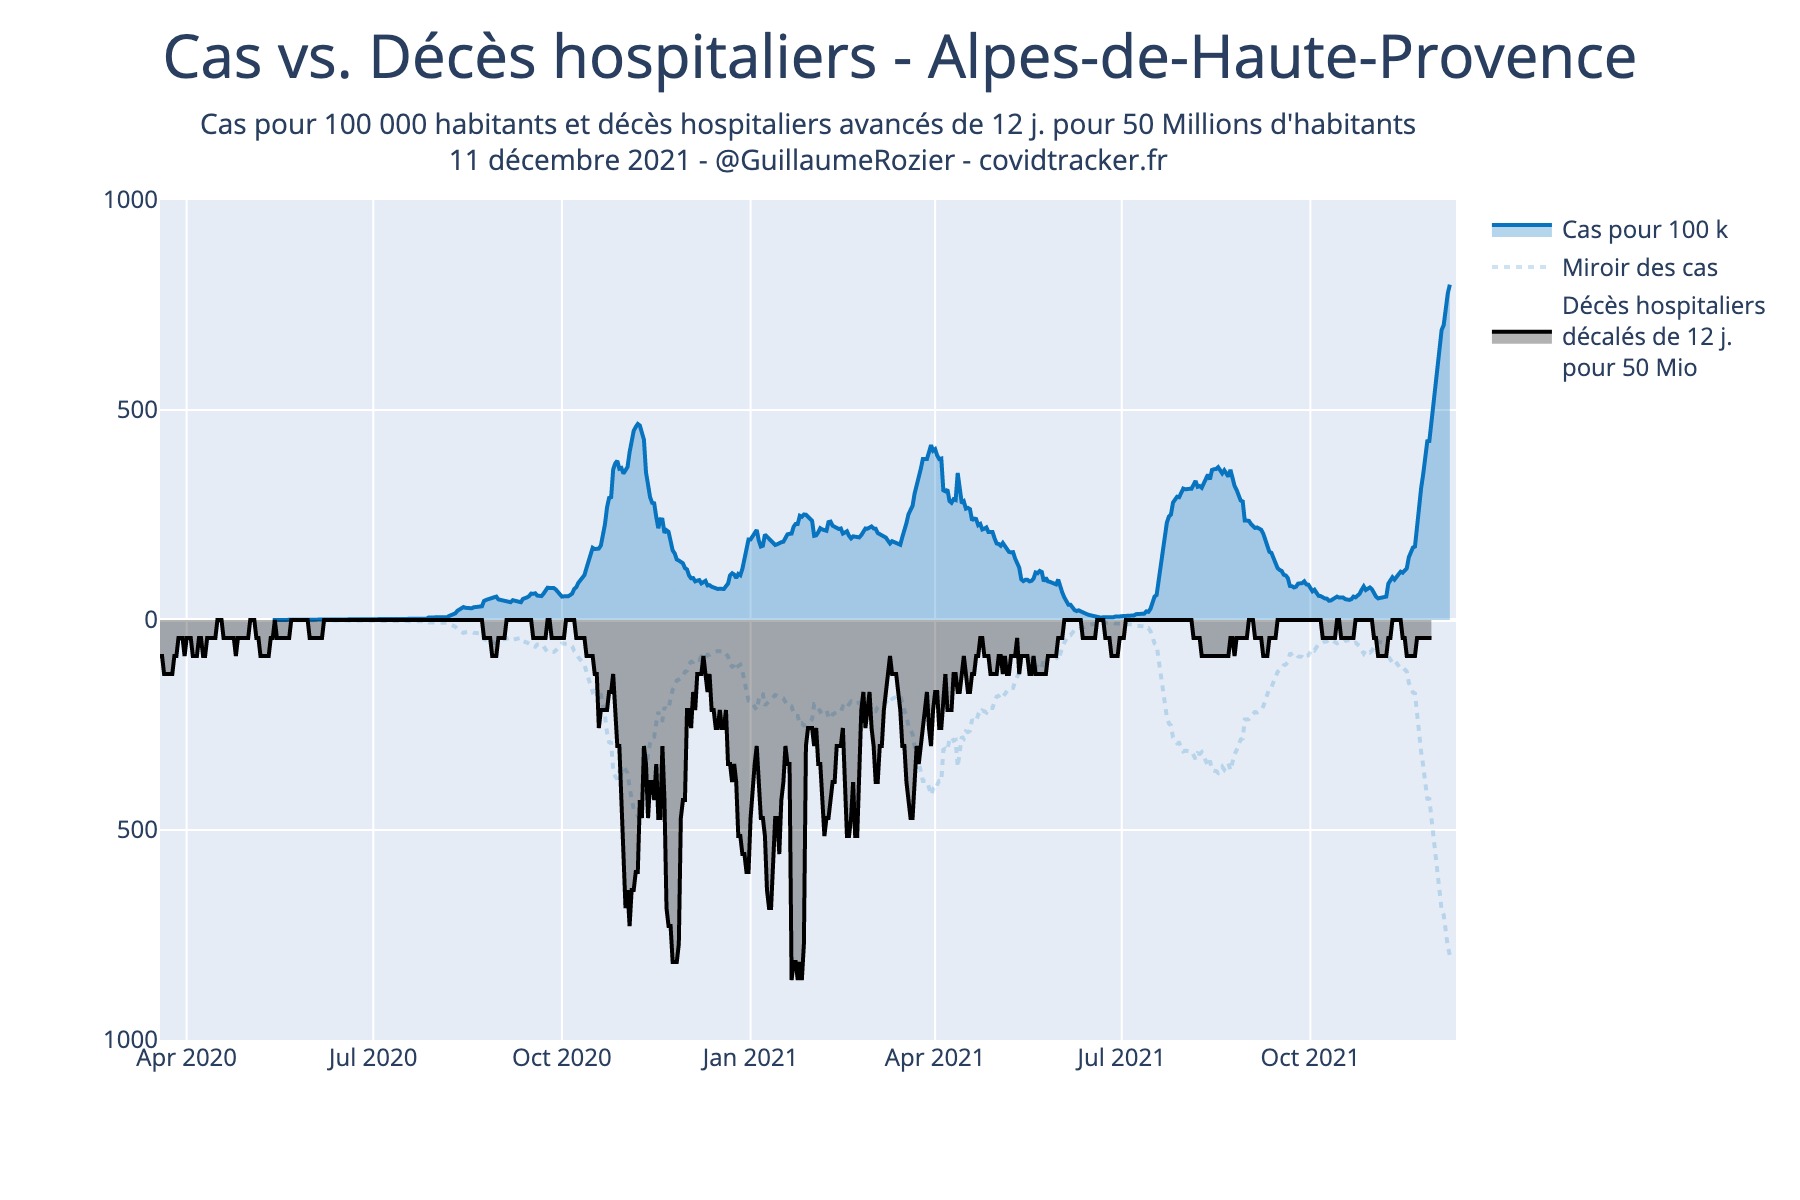 Cas vs. Décès hospitaliers - Alpes-de-Haute-Provence
Cas pour 100 000 habitants et décès hospitaliers avancés de 12 j. pour 50 Millions d'habitants
11 décembre 2021 - @GuillaumeRozier - covidtracker.fr
1000
500
0
500
1000
Apr 2020
Jul 2020
Oct 2020
Jan 2021
Apr 2021
Jul 2021
Oct 2021
Cas pour 100 k
Miroir des cas
Décès hospitaliers
décalés de 12 j.
pour 50 Mio